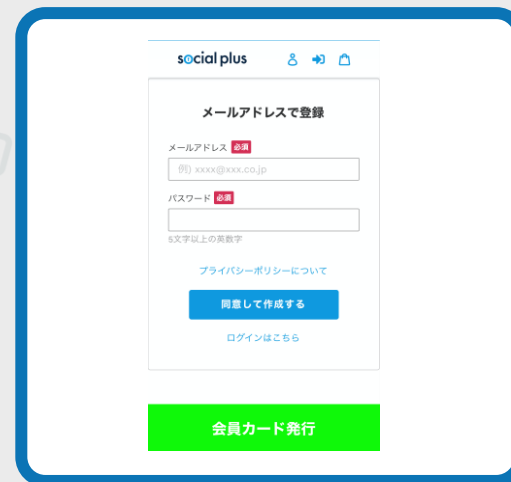 social plus
メールアドレスで登録
メールアドレス 必須
例) xxxx@xxx.co.jp
パスワード 必須
5文字以上の英数字
プライバシーポリシーについて
同意して作成する
ログインはこちら
会員カード発行